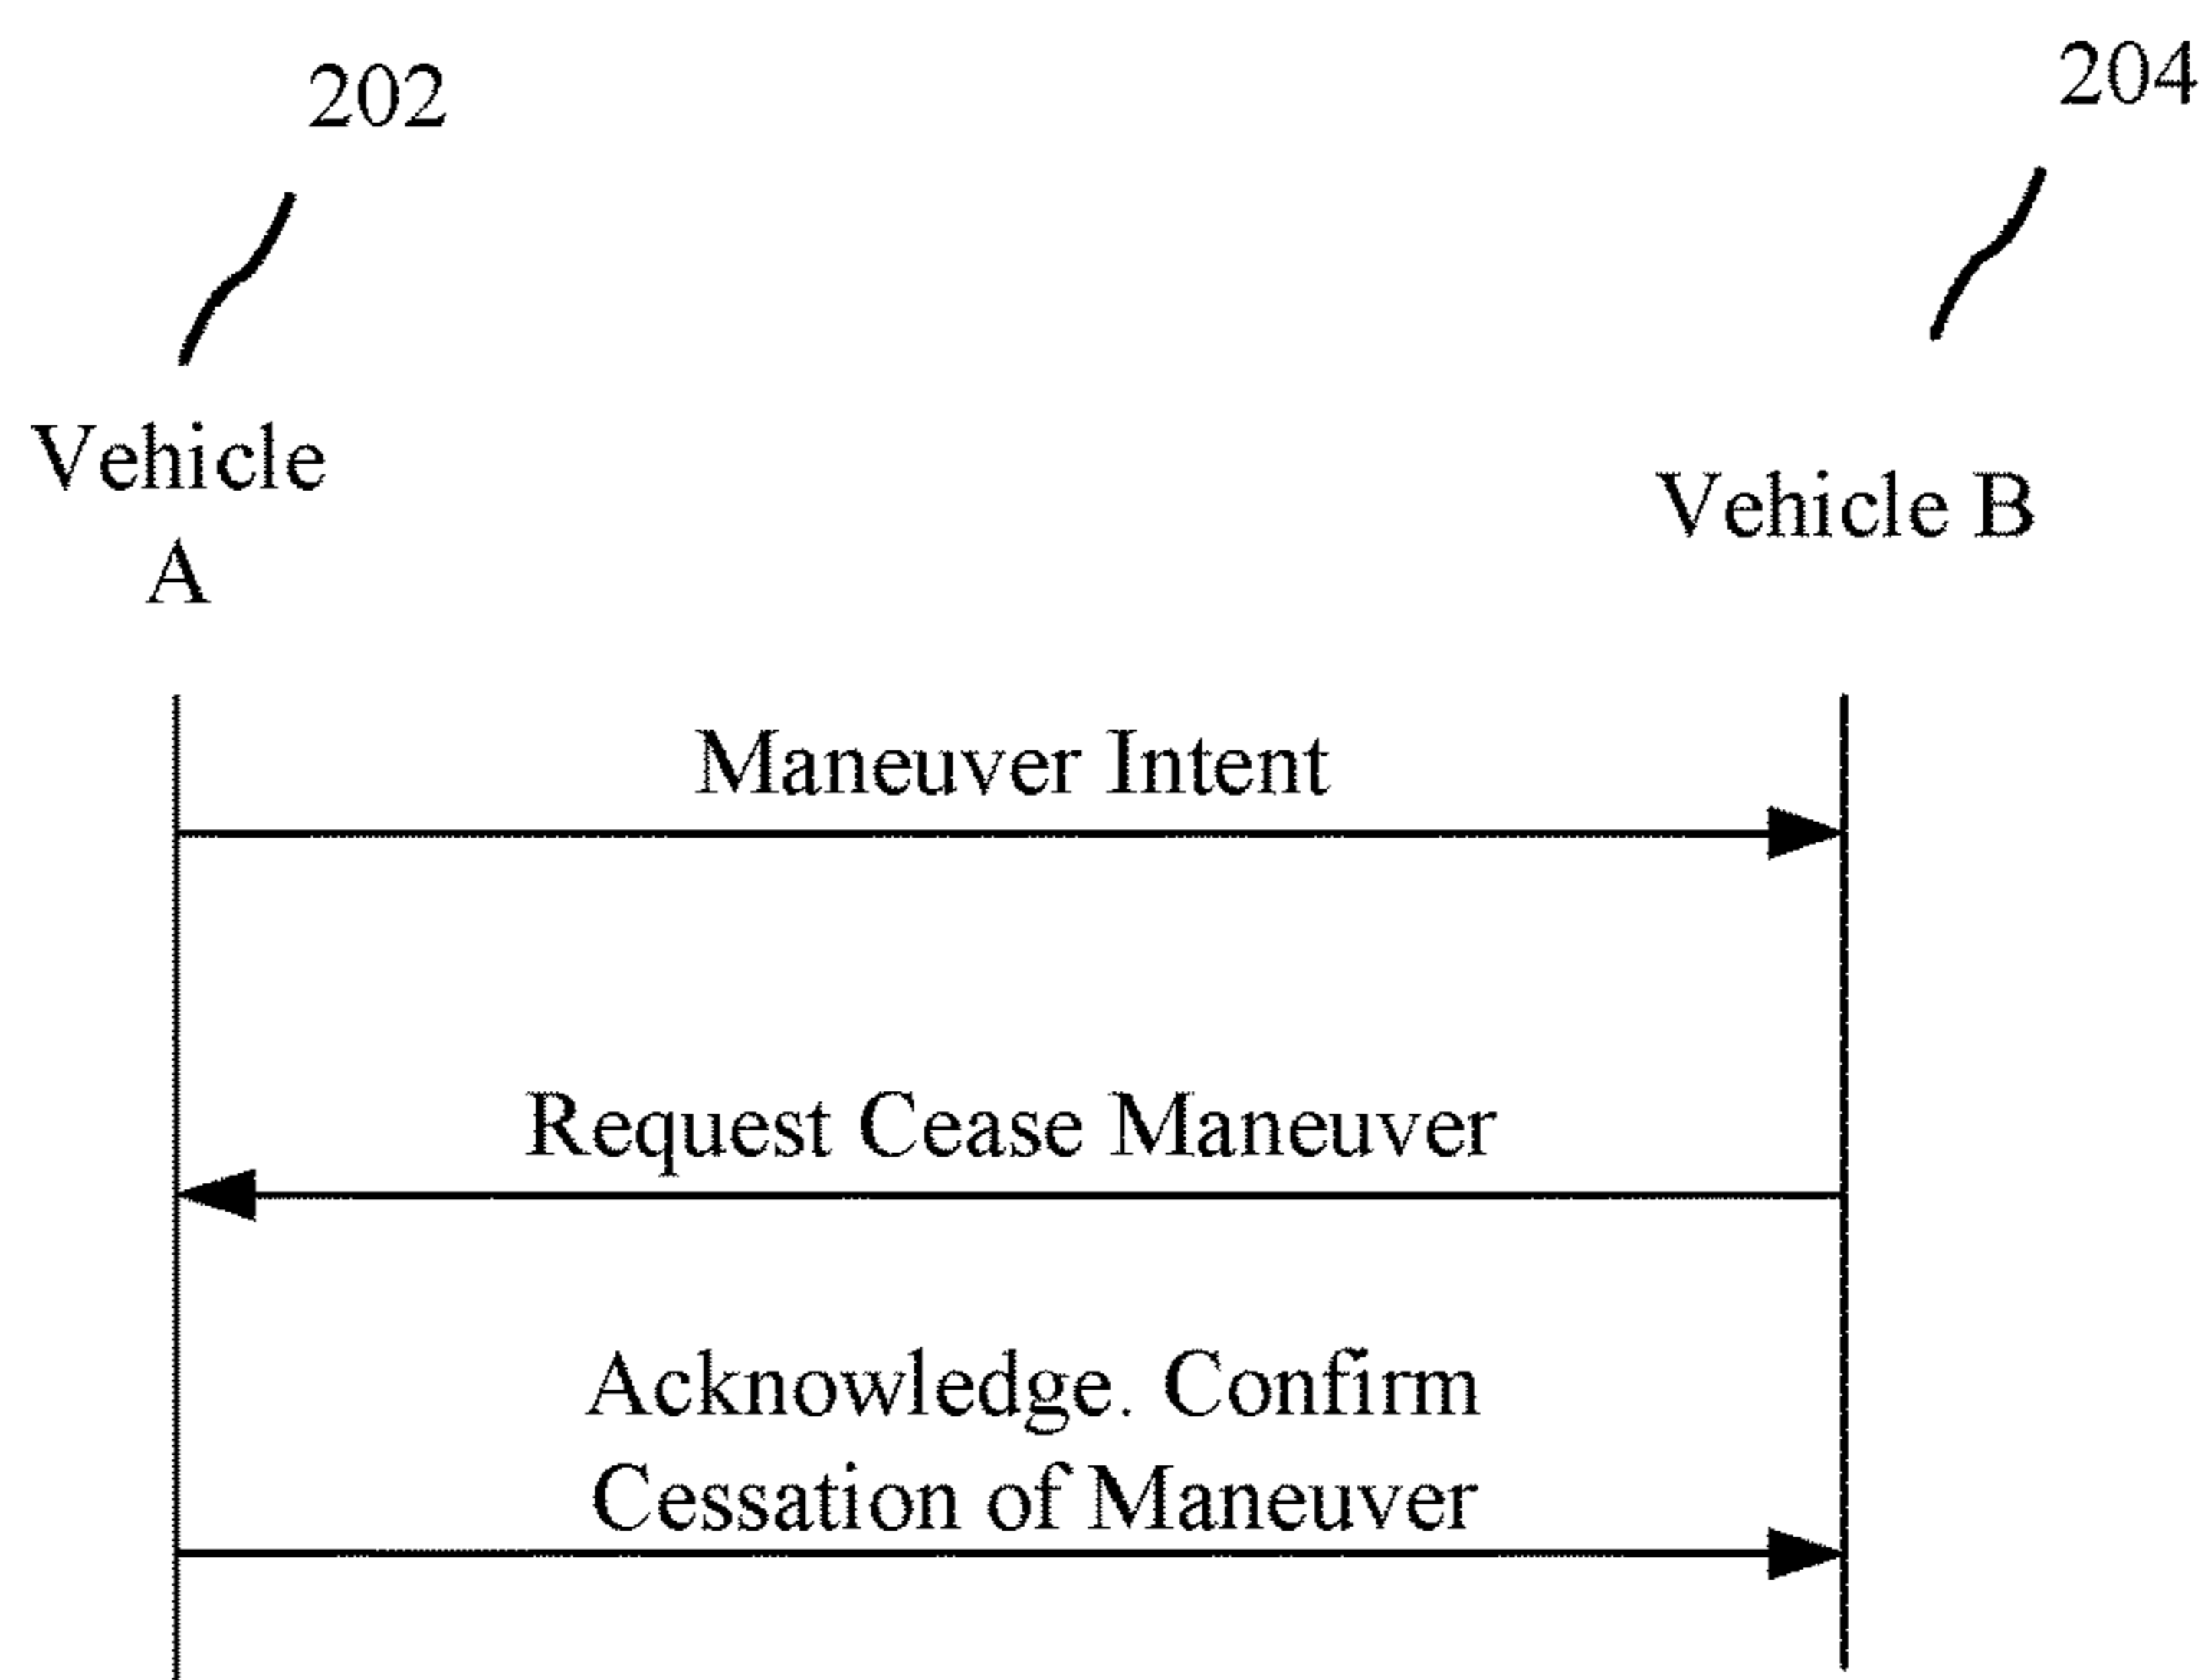 202
204
Vehicle
A
Vehicle B
Maneuver Intent
Request Cease Maneuver
Acknowledge. Confirm
Cessation of Maneuver